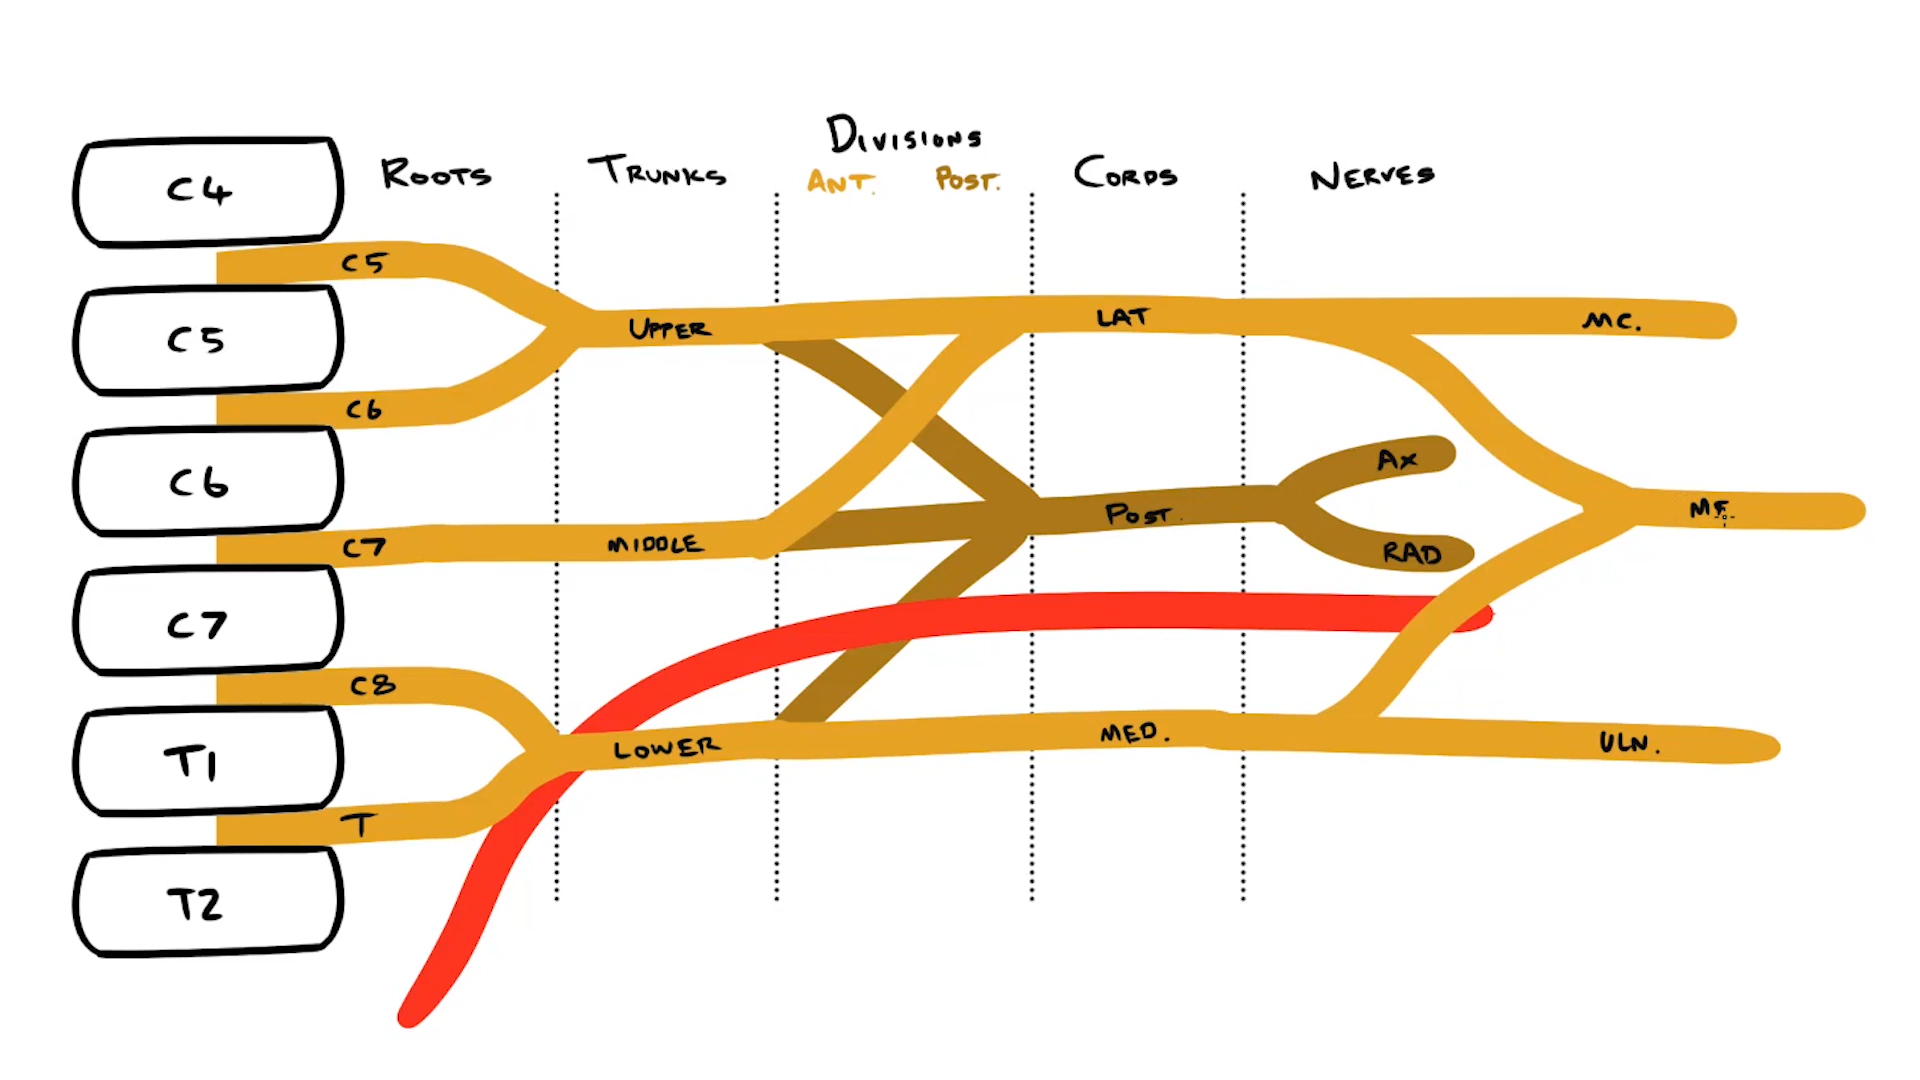 DIVISIONS
ROOTS TRUNKS ANT. POST. CORDS NERVES
C4
C5
C5
UPPER LAT MC.
C6
C6
Ax
POST. ME
C7 MIDDLE RAD
C7
C8
T1 LOWER MED. ULN.
T
T2